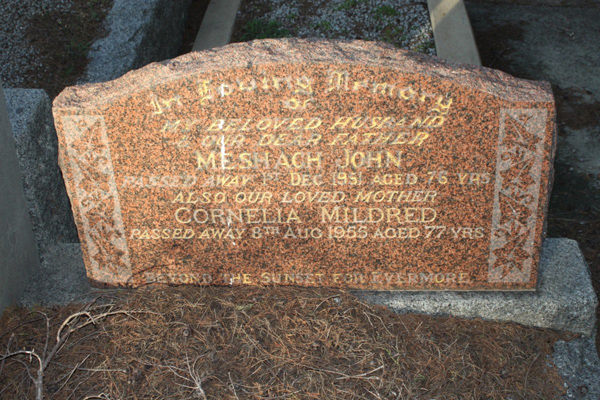 In Loving Memory
OF
MY BELOVED HUSBAND
& OUR DEAR FATHER
MESHACH JOHN
PASSED AWAY 1ST DEC 1951 AGED 76 YRS
ALSO OUR LOVED MOTHER
CORNELIA MILDRED
PASSED AWAY 8TH AUG 1955 AGED 77 YRS
BEYOND THE SUNSET FOR EVERMORE